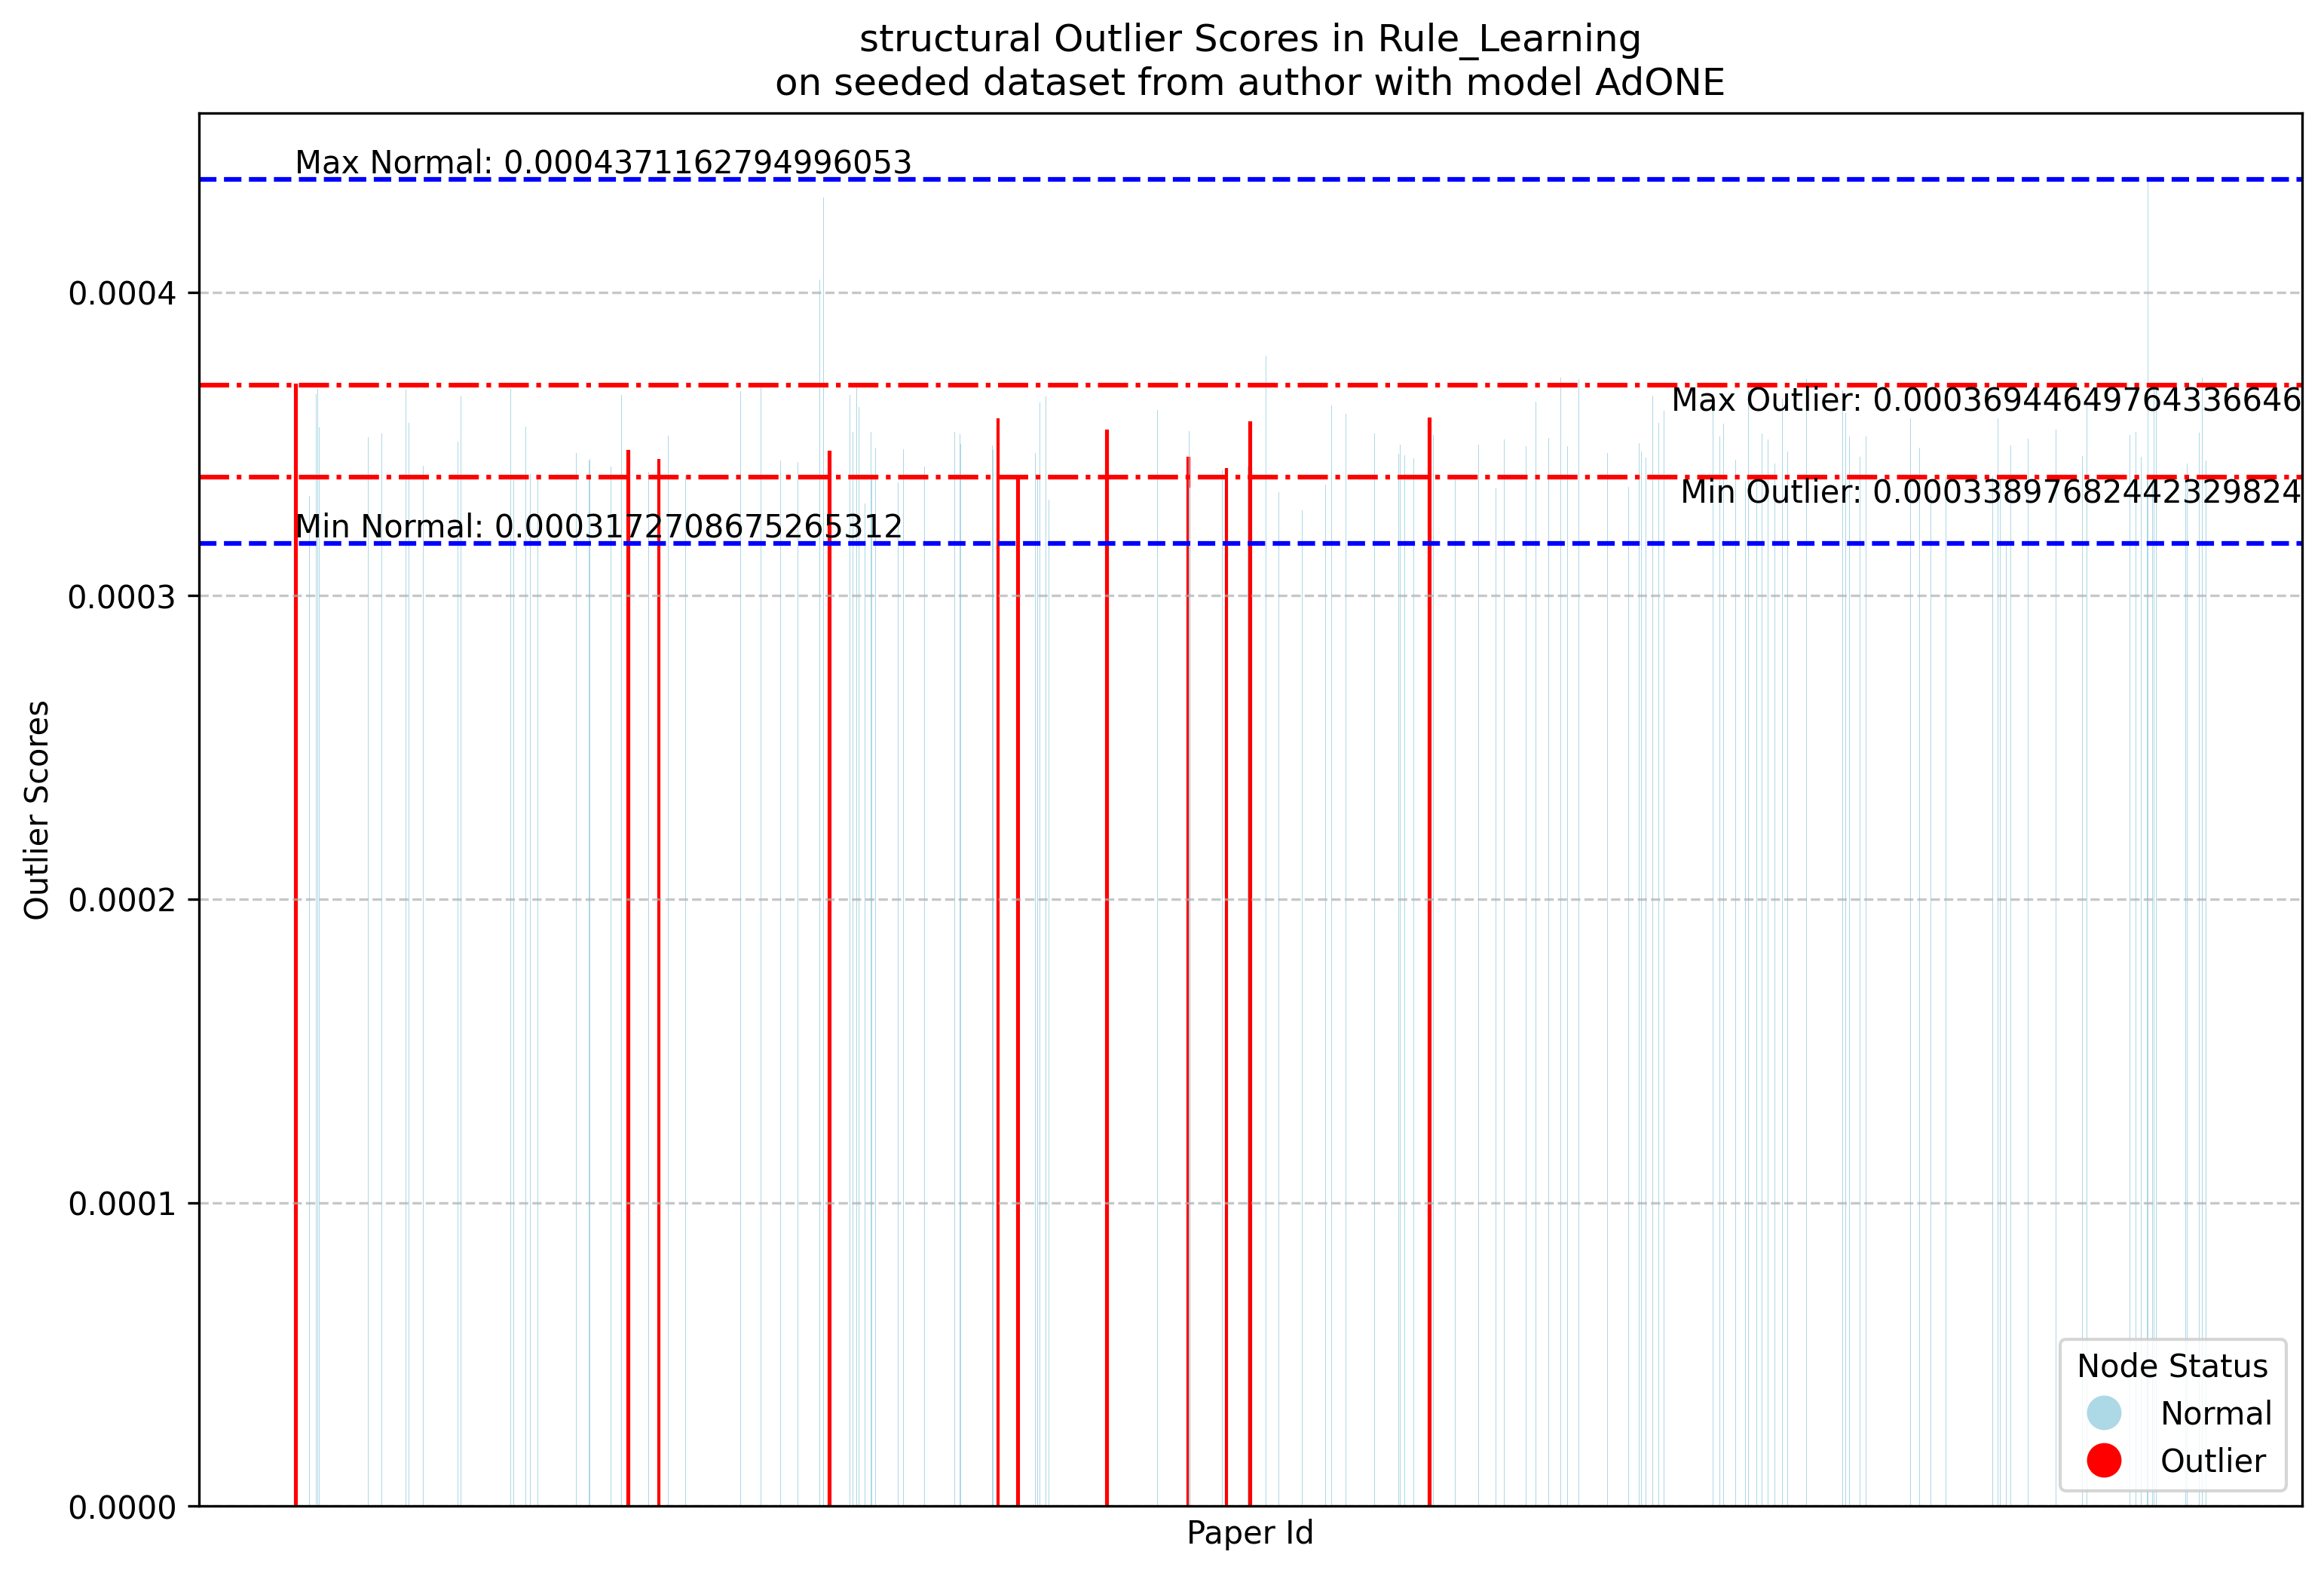 structural Outlier Scores in Rule_Learning
on seeded dataset from author with model AdONE
Max Normal: 0.0004371162794996053
0.0004
Max Outlier: 0.00036944649764336646
Min Outlier: 0.00033897682442329824
Min Normal: 0.0003172708675265312
0.0003
0.0002
0.0001
0.0000
Outlier Scores
Paper Id
Node Status
Normal
Outlier